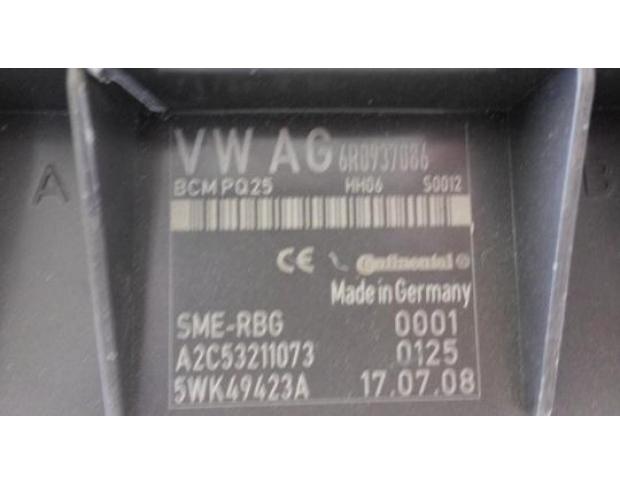 VW AG 6R0937086
BCM PQ25 HH06 S0012
A B
CE Continental
Made in Germany
SME-RBG 0001
A2C53211073 0125
5WK49423A 17.07.08